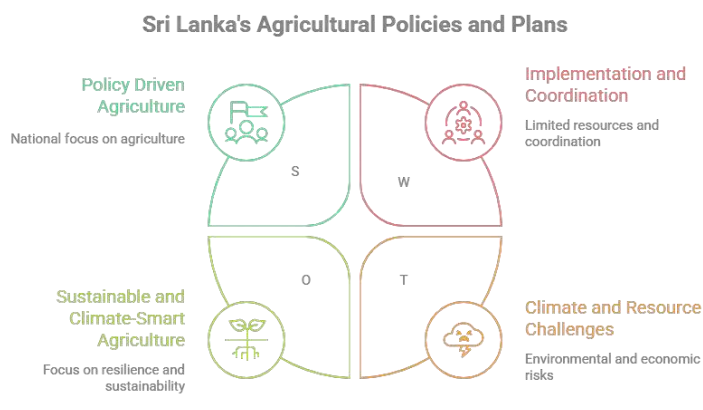 Sri Lanka's Agricultural Policies and Plans
Policy Driven
Agriculture
National focus on agriculture
S
Implementation and
Coordination
Limited resources and
coordination
W
Sustainable and
Climate-Smart
Agriculture
Focus on resilience and
sustainability
O
T
Climate and Resource
Challenges
Environmental and economic
risks